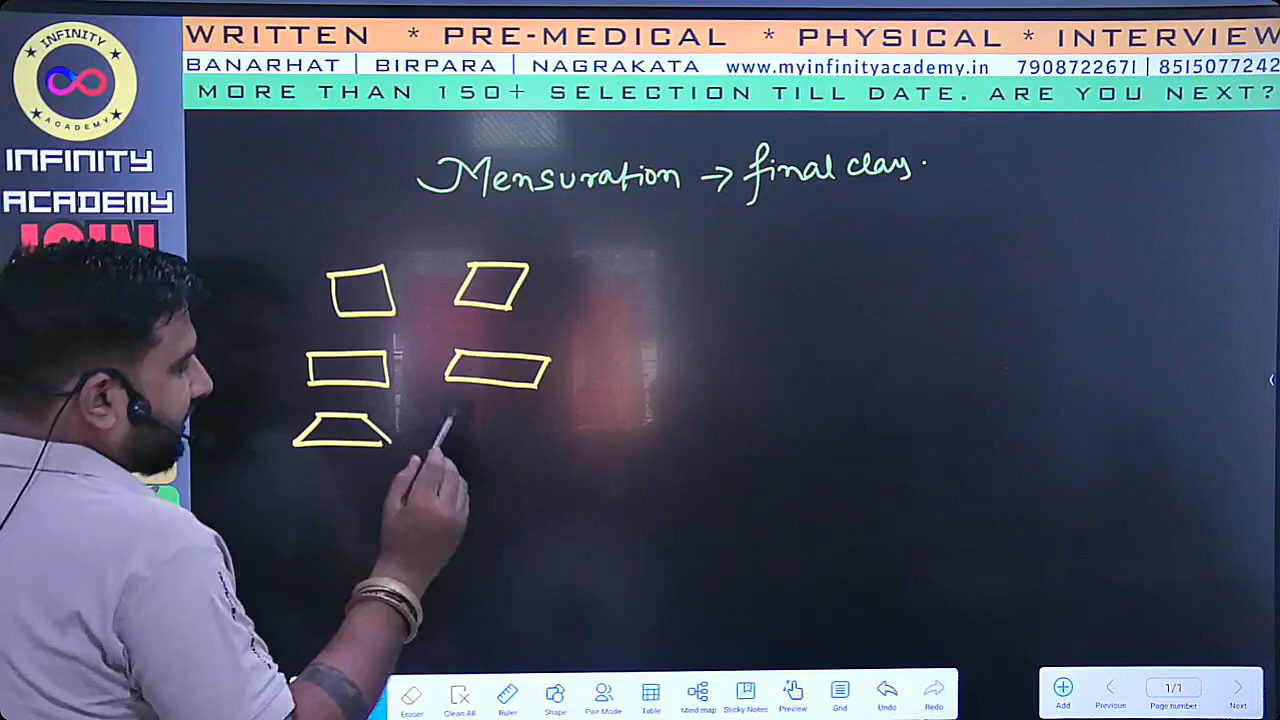 INFINITY
ACADEMY
INFINITY
ACADEMY
JOIN
WRITTEN * PRE-MEDICAL * PHYSICAL * INTERVIEW
BANARHAT | BIRPARA | NAGRAKATA www.myinfinityacademy.in 7908722671 | 8515077242
MORE THAN 150+ SELECTION TILL DATE. ARE YOU NEXT?
Mensuration → final class.
Eraser Clean All Ruler Shape Pair Mode Table Mind map Sticky-Notes Preview Grid Undo Redo
1/1
Add Previous Page number Next